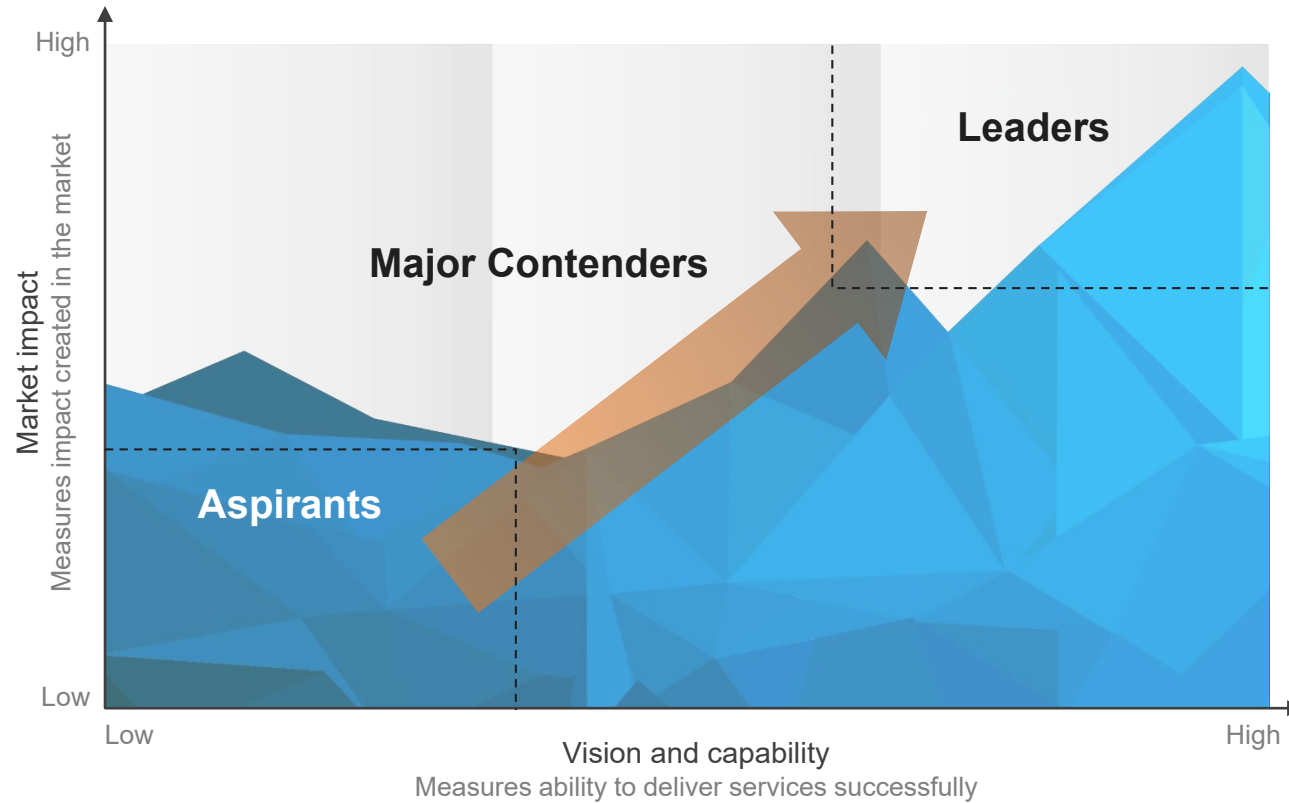 High
Leaders
Major Contenders
Market impact
Measures impact created in the market
Aspirants
Low
Low
High
Vision and capability
Measures ability to deliver services successfully